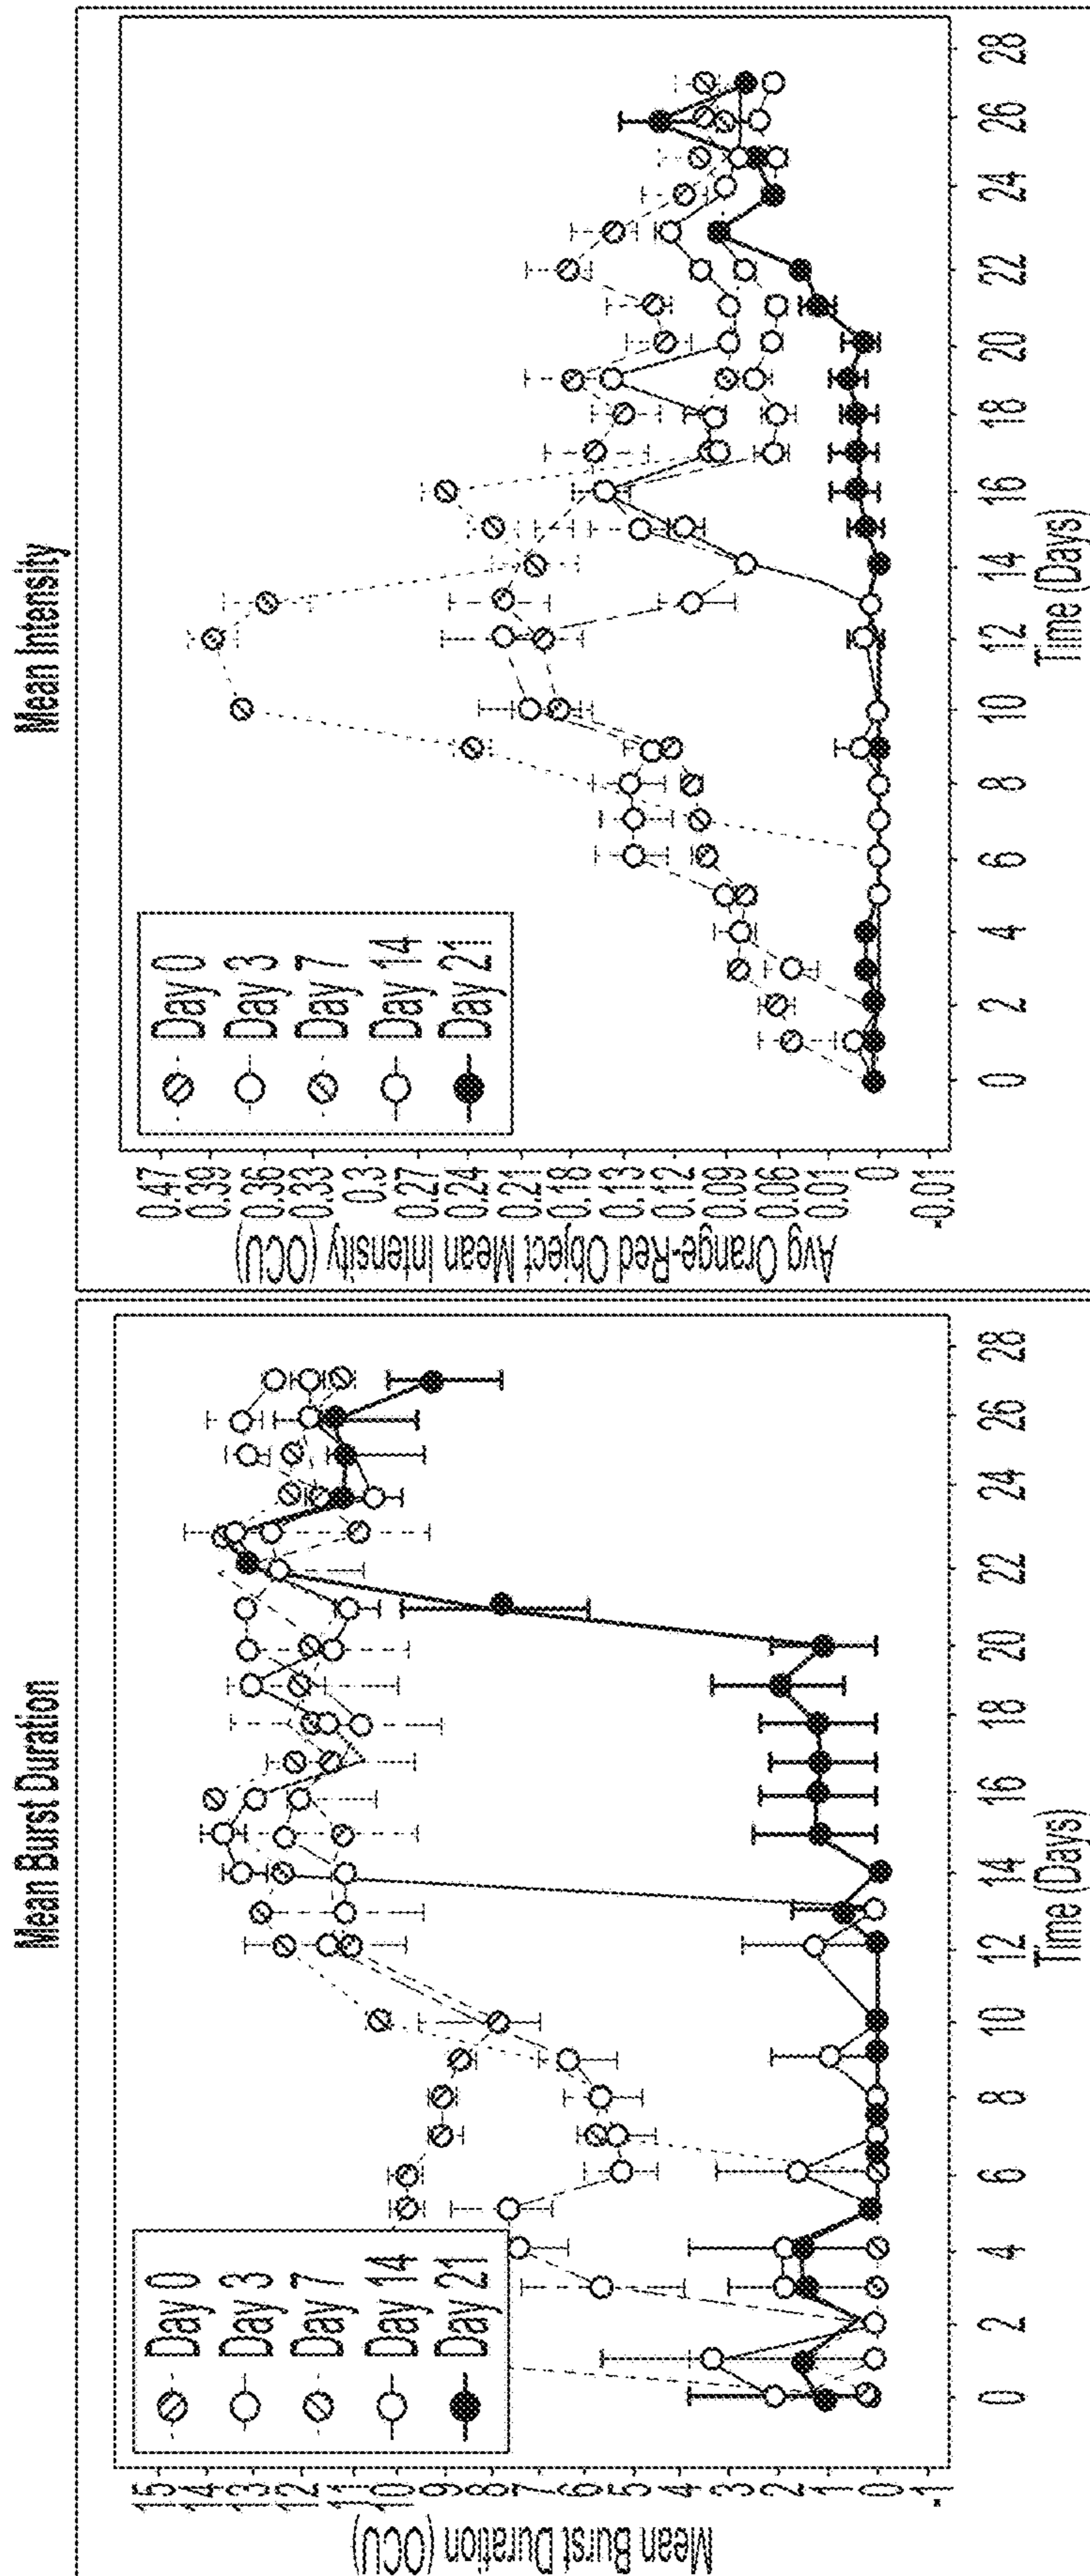 Mean Burst Duration
Mean Burst Duration (OCU)
15
14
13
12
11
10
9
8
7
6
5
4
3
2
1
0
-1
Day 0
Day 3
Day 7
Day 14
Day 21
0 2 4 6 8 10 12 14 16 18 20 22 24 26 28
Time (Days)
Mean Intensity
Avg Orange-Red Object Mean Intensity (OCU)
0.47
0.39
0.36
0.33
0.3
0.27
0.24
0.21
0.18
0.13
0.12
0.09
0.06
0.01
0
0.01
Day 0
Day 3
Day 7
Day 14
Day 21
0 2 4 6 8 10 12 14 16 18 20 22 24 26 28
Time (Days)